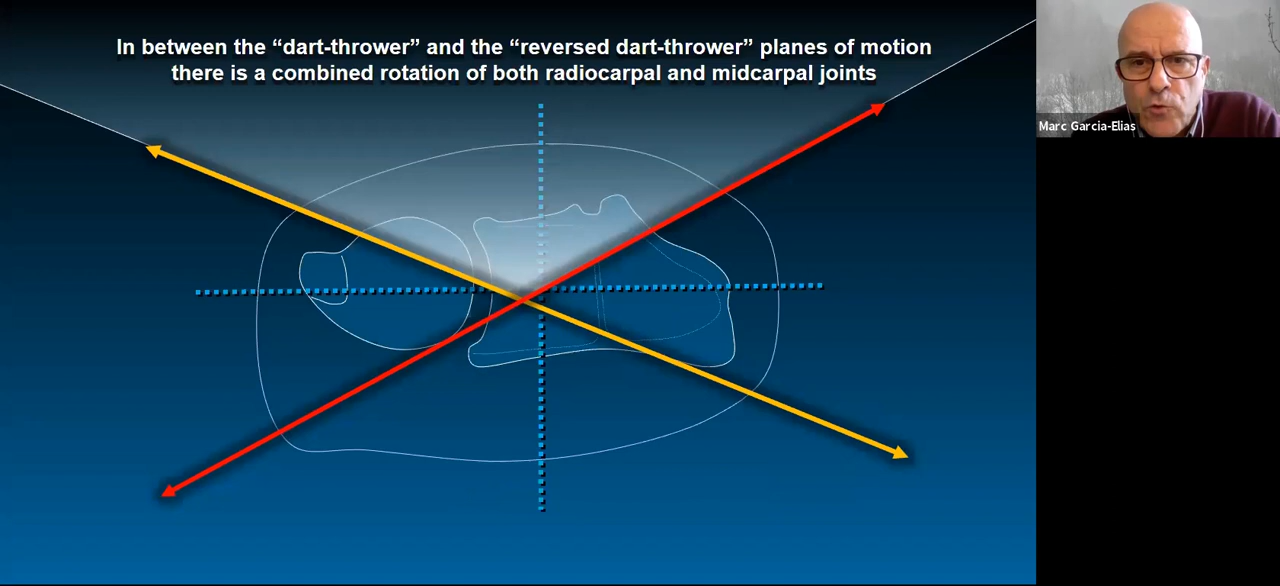 In between the “dart-thrower” and the “reversed dart-thrower” planes of motion
there is a combined rotation of both radiocarpal and midcarpal joints
Marc Garcia-Elias